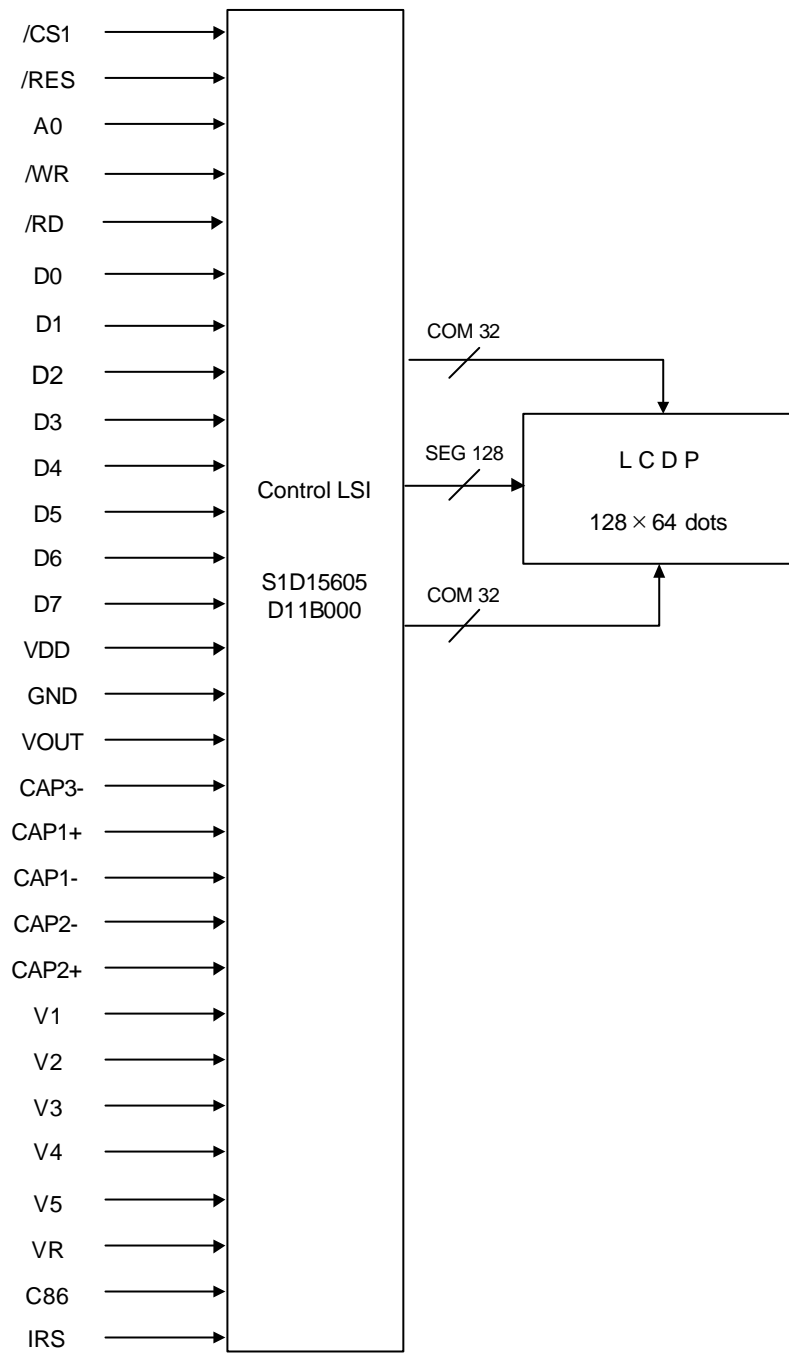 /CS1
/RES
A0
/WR
/RD
D0
D1
D2
D3
D4
D5
D6
D7
VDD
GND
VOUT
CAP3-
CAP1+
CAP1-
CAP2-
CAP2+
V1
V2
V3
V4
V5
VR
C86
IRS
Control LSI
S1D15605
D11B000
COM 32
SEG 128
COM 32
L C D P
128 × 64 dots